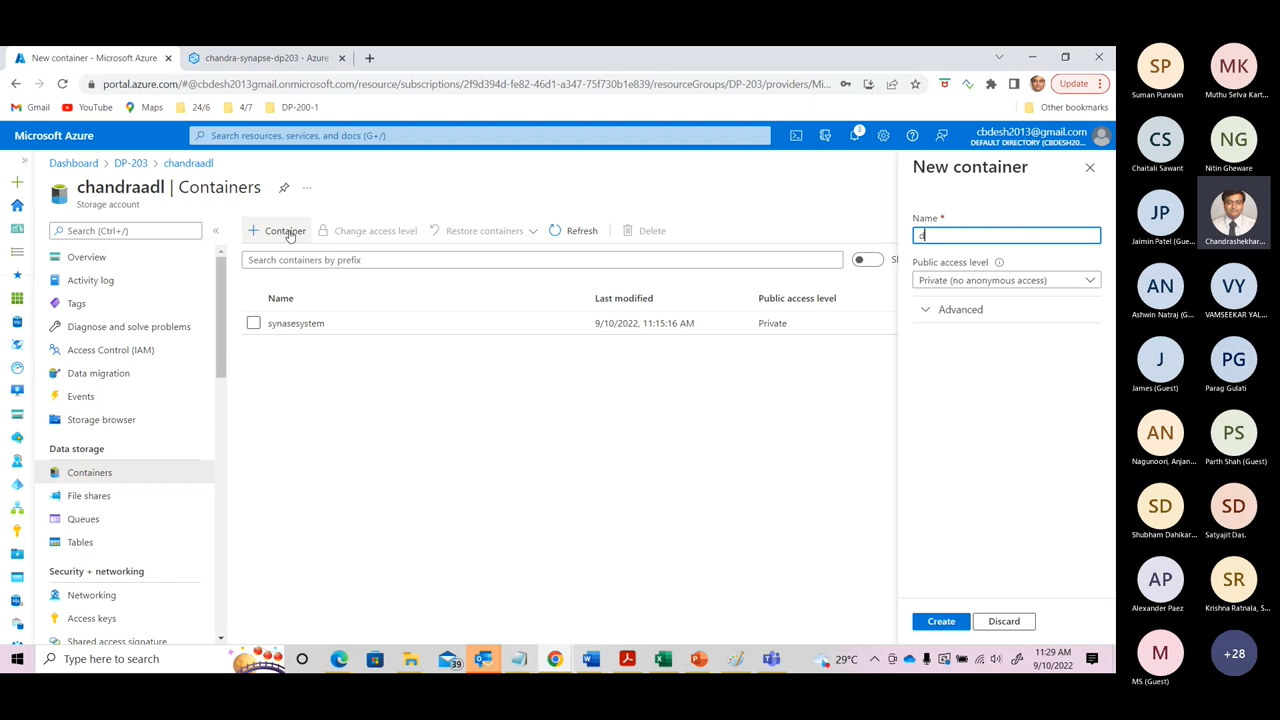 New container - Microsoft Azure
chandra-synapse-dp203 - Azure
portal.azure.com/#@cbdesh2013gmail.onmicrosoft.com/resource/subscriptions/2f9d394d-fe82-46d1-a347-75f730b1e839/resourceGroups/DP-203/providers/Mi...
Update
Gmail
YouTube
Maps
24/6
4/7
DP-200-1
Other bookmarks
Microsoft Azure
Search resources, services, and docs (G+/)
3
cbdesh2013@gmail.com
DEFAULT DIRECTORY (CBDESH20...
Dashboard > DP-203 > chandraadl
chandraadl | Containers
...
Storage account
Search (Ctrl+/)
«
Overview
Activity log
Tags
Diagnose and solve problems
Access Control (IAM)
Data migration
Events
Storage browser
Data storage
Containers
File shares
Queues
Tables
Security + networking
Networking
Access keys
Shared access signature
+ Container
Change access level
Restore containers
Refresh
Delete
Search containers by prefix
Name
Last modified
Public access level
synasesystem
9/10/2022, 11:15:16 AM
Private
New container
Name *
d
Public access level
Private (no anonymous access)
Advanced
Create
Discard
Type here to search
39
29°C
11:29 AM
9/10/2022
SP
Suman Punnam
MK
Muthu Selva Kart...
CS
Chaitali Sawant
NG
Nitin Gheware
JP
Jaimin Patel (Gue...
Chandrashekhar...
AN
Ashwin Natraj (G...
VY
VAMSEEKAR YAL...
J
James (Guest)
PG
Parag Gulati
AN
Nagunoori, Anjan...
PS
Parth Shah (Guest)
SD
Shubham Dahikar...
SD
Satyajit Das.
AP
Alexander Paez
SR
Krishna Ratnala, S...
M
MS (Guest)
+28